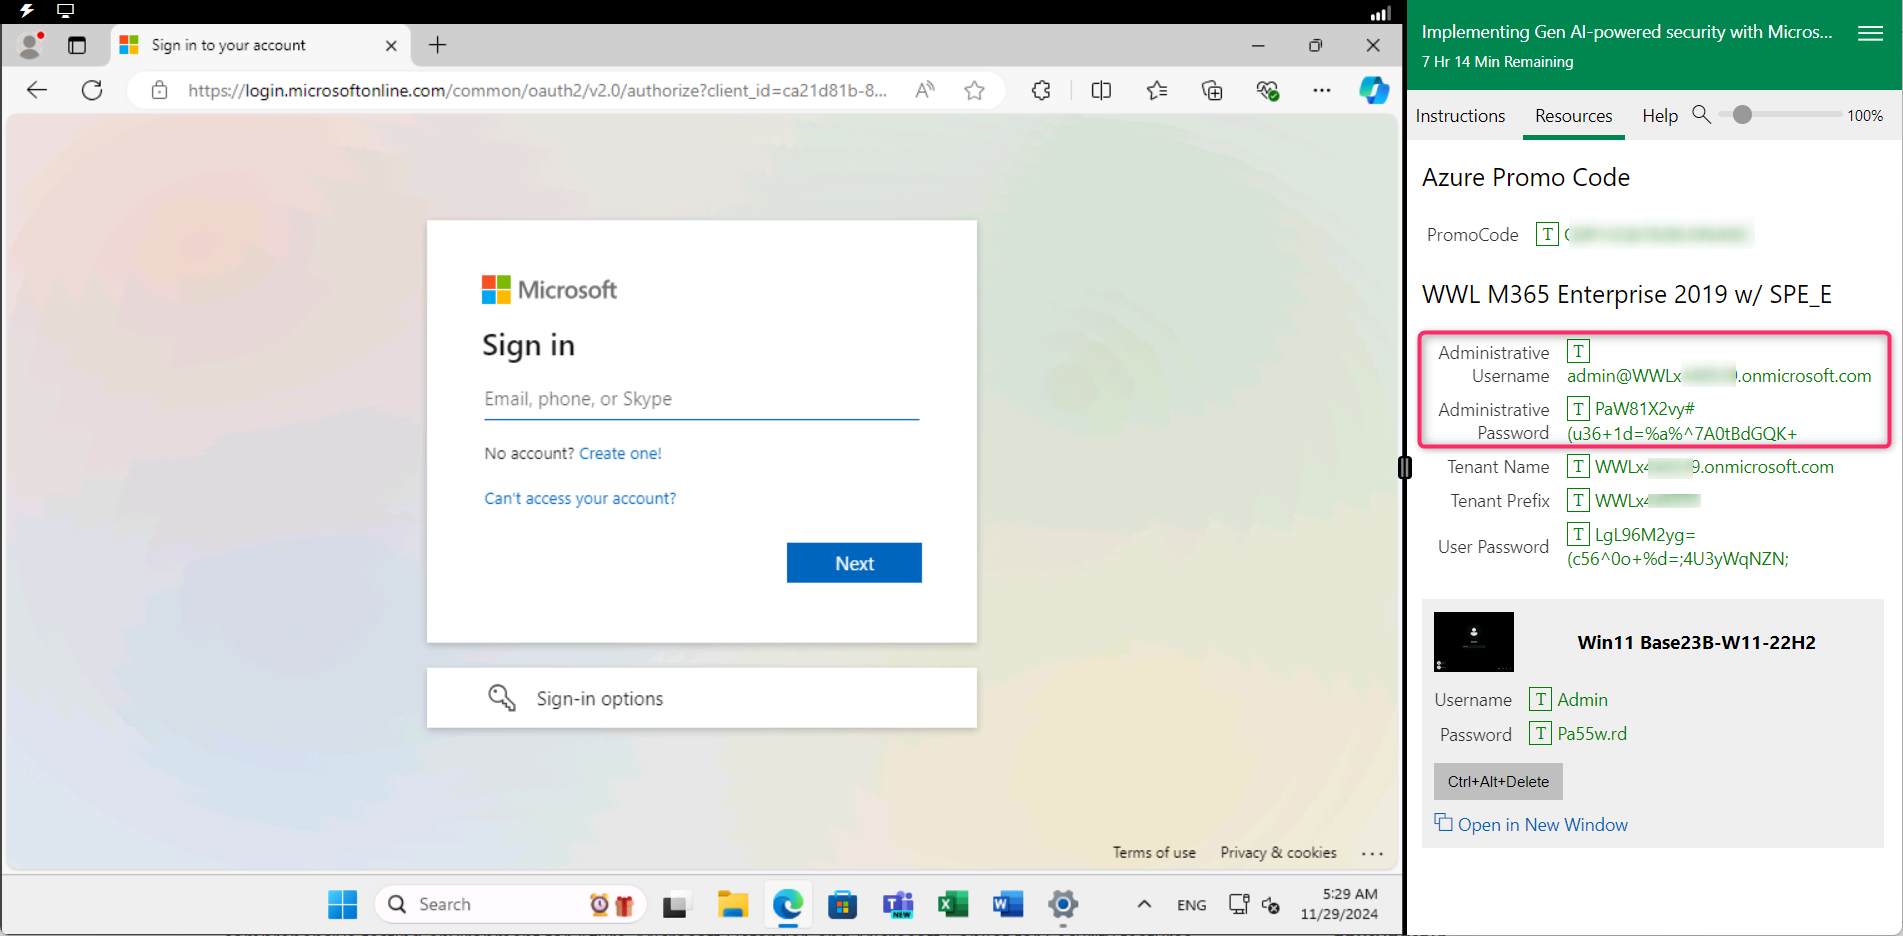 Sign in to your account
https://login.microsoftonline.com/common/oauth2/v2.0/authorize?client_id=ca21d81b-8...
Microsoft
Sign in
Email, phone, or Skype
No account? Create one!
Can't access your account?
Next
Sign-in options
Terms of use Privacy & cookies ...
Search
NEW
ENG
5:29 AM
11/29/2024
Implementing Gen AI-powered security with Micros...
7 Hr 14 Min Remaining
Instructions Resources Help 100%
Azure Promo Code
PromoCode T
WWL M365 Enterprise 2019 w/ SPE_E
Administrative Username T
admin@WWLx .onmicrosoft.com
Administrative Password T PaW81X2vy#
(u36+1d=%a%^7A0tBdGQK+
Tenant Name T WWLx4 9.onmicrosoft.com
Tenant Prefix T WWLx4
User Password T LgL96M2yg=
(c56^0o+%d=;4U3yWqNZN;
Win11 Base23B-W11-22H2
Username T Admin
Password T Pa55w.rd
Ctrl+Alt+Delete
Open in New Window